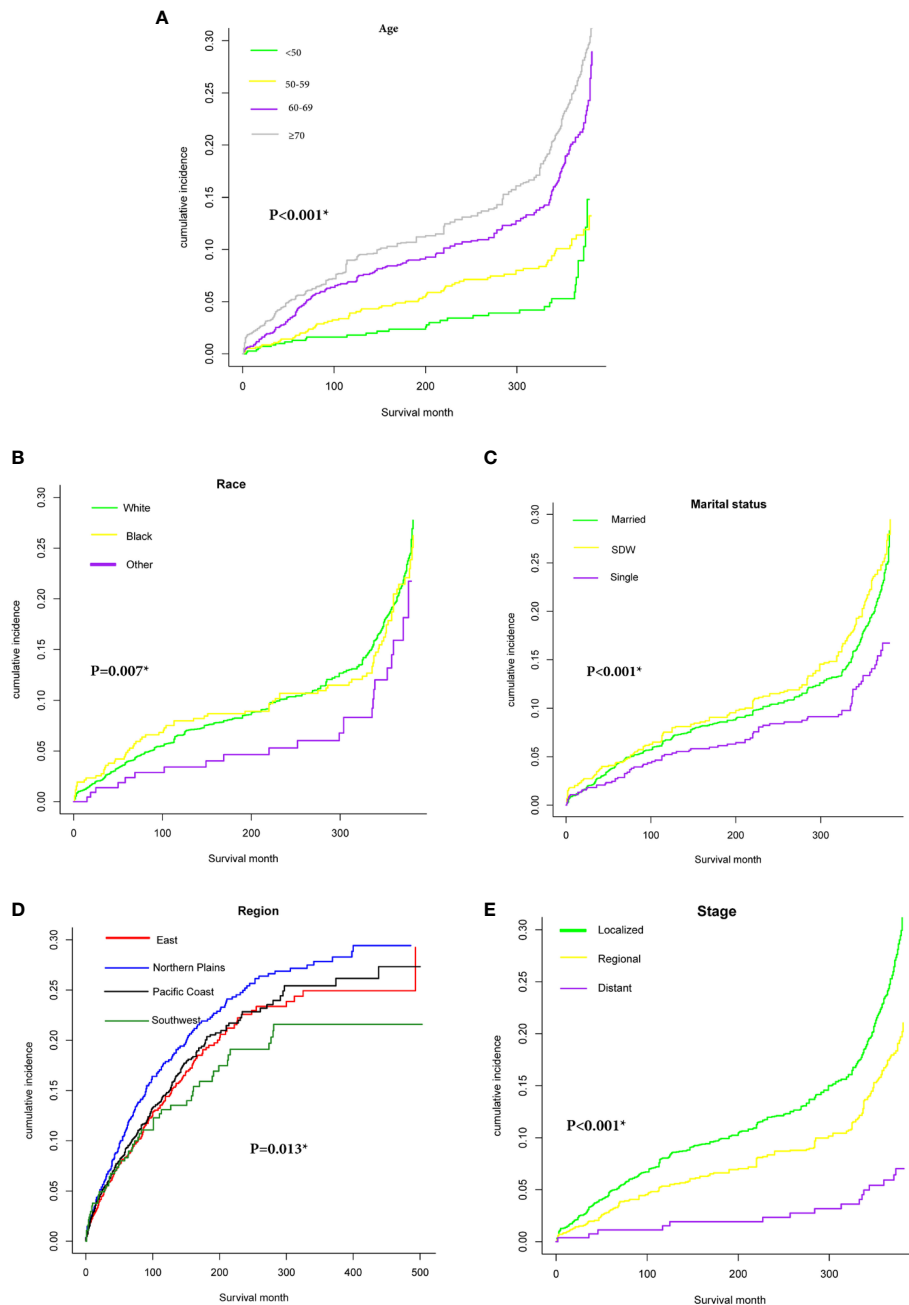 A
Age
<50
50-59
60-69
≥70
P<0.001*
cumulative incidence
0.00 0.05 0.10 0.15 0.20 0.25 0.30
0 100 200 300
Survival month
B
Race
White
Black
Other
P=0.007*
cumulative incidence
0.00 0.05 0.10 0.15 0.20 0.25 0.30
0 100 200 300
Survival month
C
Marital status
Married
SDW
Single
P<0.001*
cumulative incidence
0.00 0.05 0.10 0.15 0.20 0.25 0.30
0 100 200 300
Survival month
D
Region
East
Northern Plains
Pacific Coast
Southwest
P=0.013*
cumulative incidence
0.00 0.05 0.10 0.15 0.20 0.25 0.30
0 100 200 300 400 500
Survival month
E
Stage
Localized
Regional
Distant
P<0.001*
cumulative incidence
0.00 0.05 0.10 0.15 0.20 0.25 0.30
0 100 200 300
Survival month